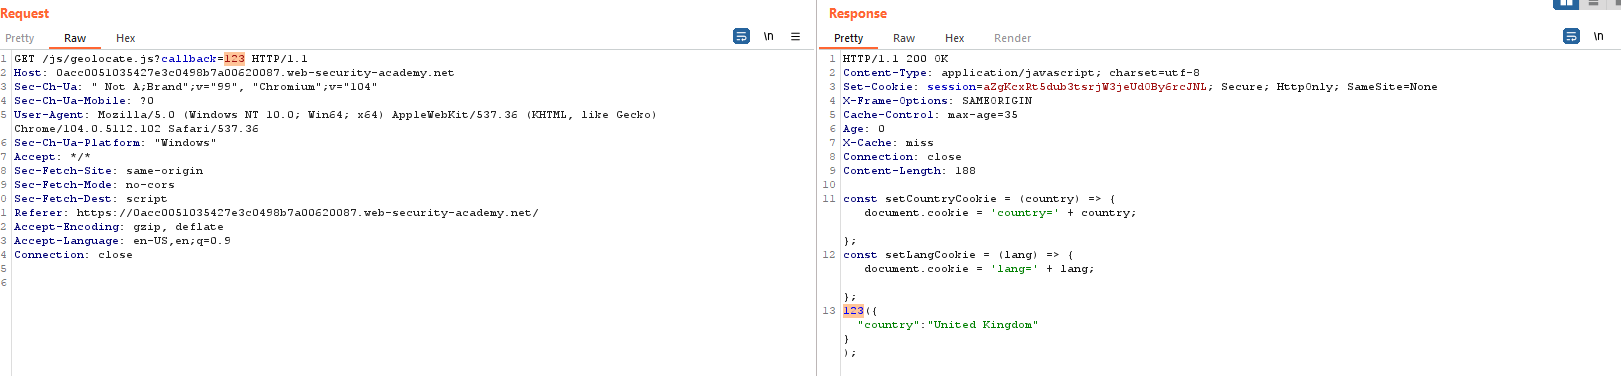 Request
Pretty Raw Hex
\n
1 GET /js/geolocate.js?callback=123 HTTP/1.1
2 Host: 0acc0051035427e3c0498b7a00620087.web-security-academy.net
3 Sec-Ch-Ua: " Not A;Brand";v="99", "Chromium";v="104"
4 Sec-Ch-Ua-Mobile: ?0
5 User-Agent: Mozilla/5.0 (Windows NT 10.0; Win64; x64) AppleWebKit/537.36 (KHTML, like Gecko)
Chrome/104.0.5112.102 Safari/537.36
6 Sec-Ch-Ua-Platform: "Windows"
7 Accept: */*
8 Sec-Fetch-Site: same-origin
9 Sec-Fetch-Mode: no-cors
0 Sec-Fetch-Dest: script
1 Referer: https://0acc0051035427e3c0498b7a00620087.web-security-academy.net/
2 Accept-Encoding: gzip, deflate
3 Accept-Language: en-US,en;q=0.9
4 Connection: close
5
6
Response
Pretty Raw Hex Render
\n
1 HTTP/1.1 200 OK
2 Content-Type: application/javascript; charset=utf-8
3 Set-Cookie: session=aZgKcxRt5dub3tsrjW3jeUd0By6rcJNL; Secure; HttpOnly; SameSite=None
4 X-Frame-Options: SAMEORIGIN
5 Cache-Control: max-age=35
6 Age: 0
7 X-Cache: miss
8 Connection: close
9 Content-Length: 188
10
11 const setCountryCookie = (country) => {
document.cookie = 'country=' + country;
};
12 const setLangCookie = (lang) => {
document.cookie = 'lang=' + lang;
};
13 123({
"country":"United Kingdom"
}
);